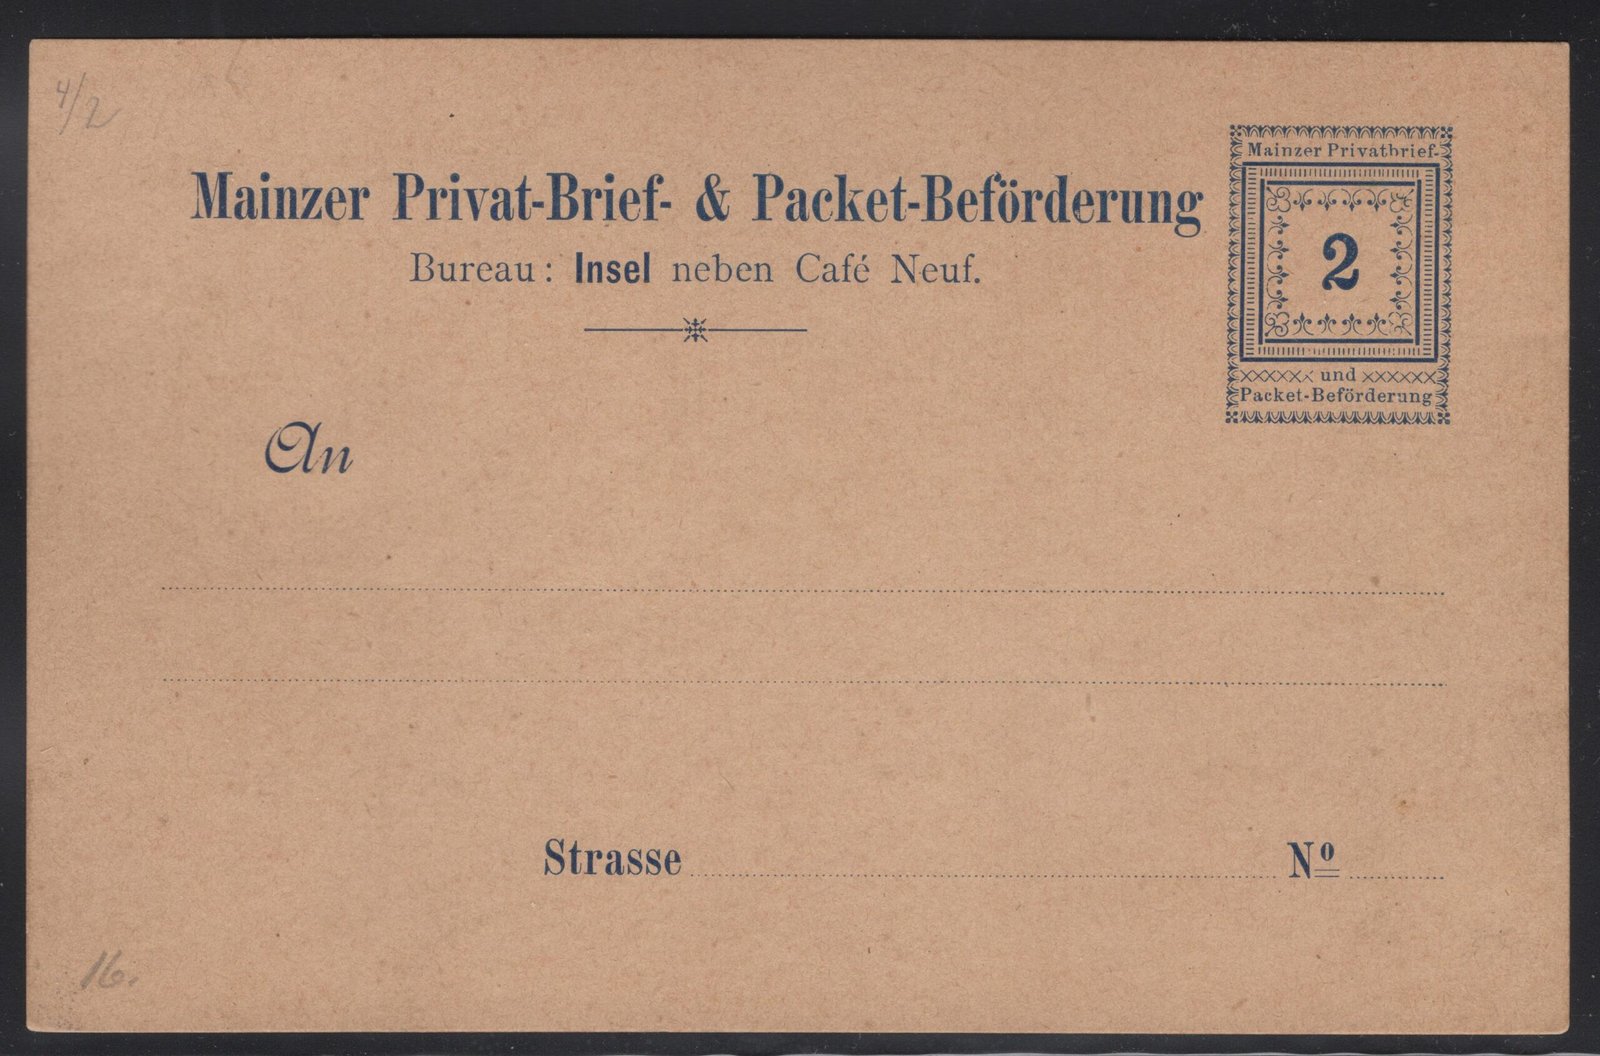 4/2
Mainzer Privat-Brief- & Packet-Beförderung
Bureau: Insel neben Café Neuf.
Mainzer Privatbrief-
2
und
Packet-Beförderung
An
Strasse Nº
16.